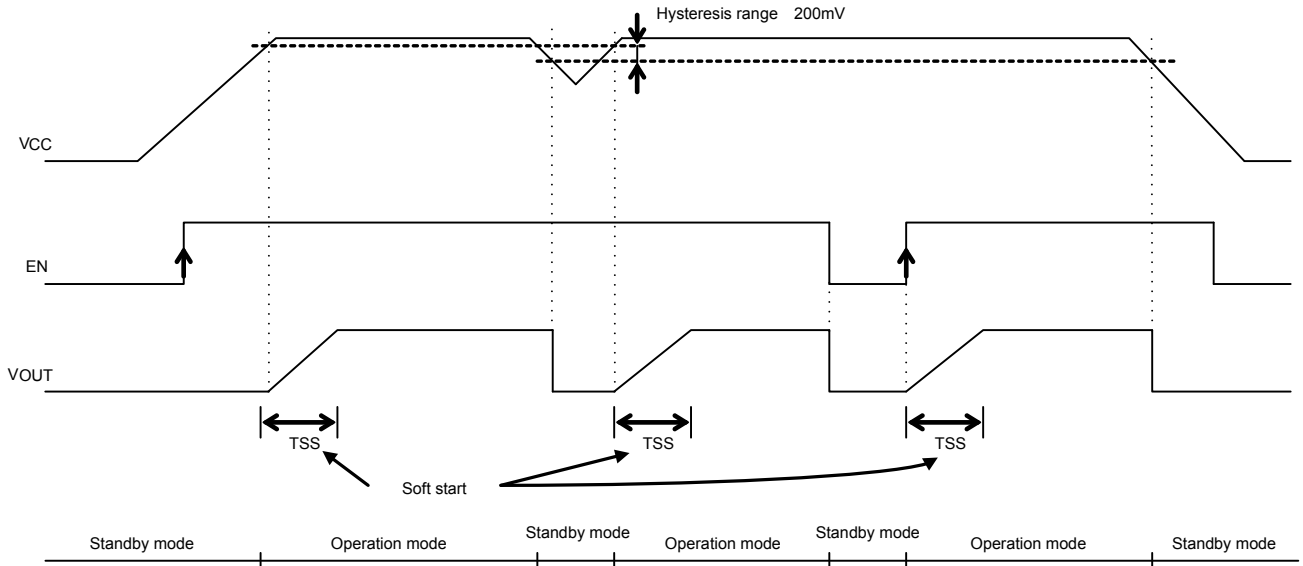 Hysteresis range 200mV
VCC
EN
VOUT
TSS
TSS
TSS
Soft start
Standby mode
Operation mode
Standby mode
Operation mode
Standby mode
Operation mode
Standby mode